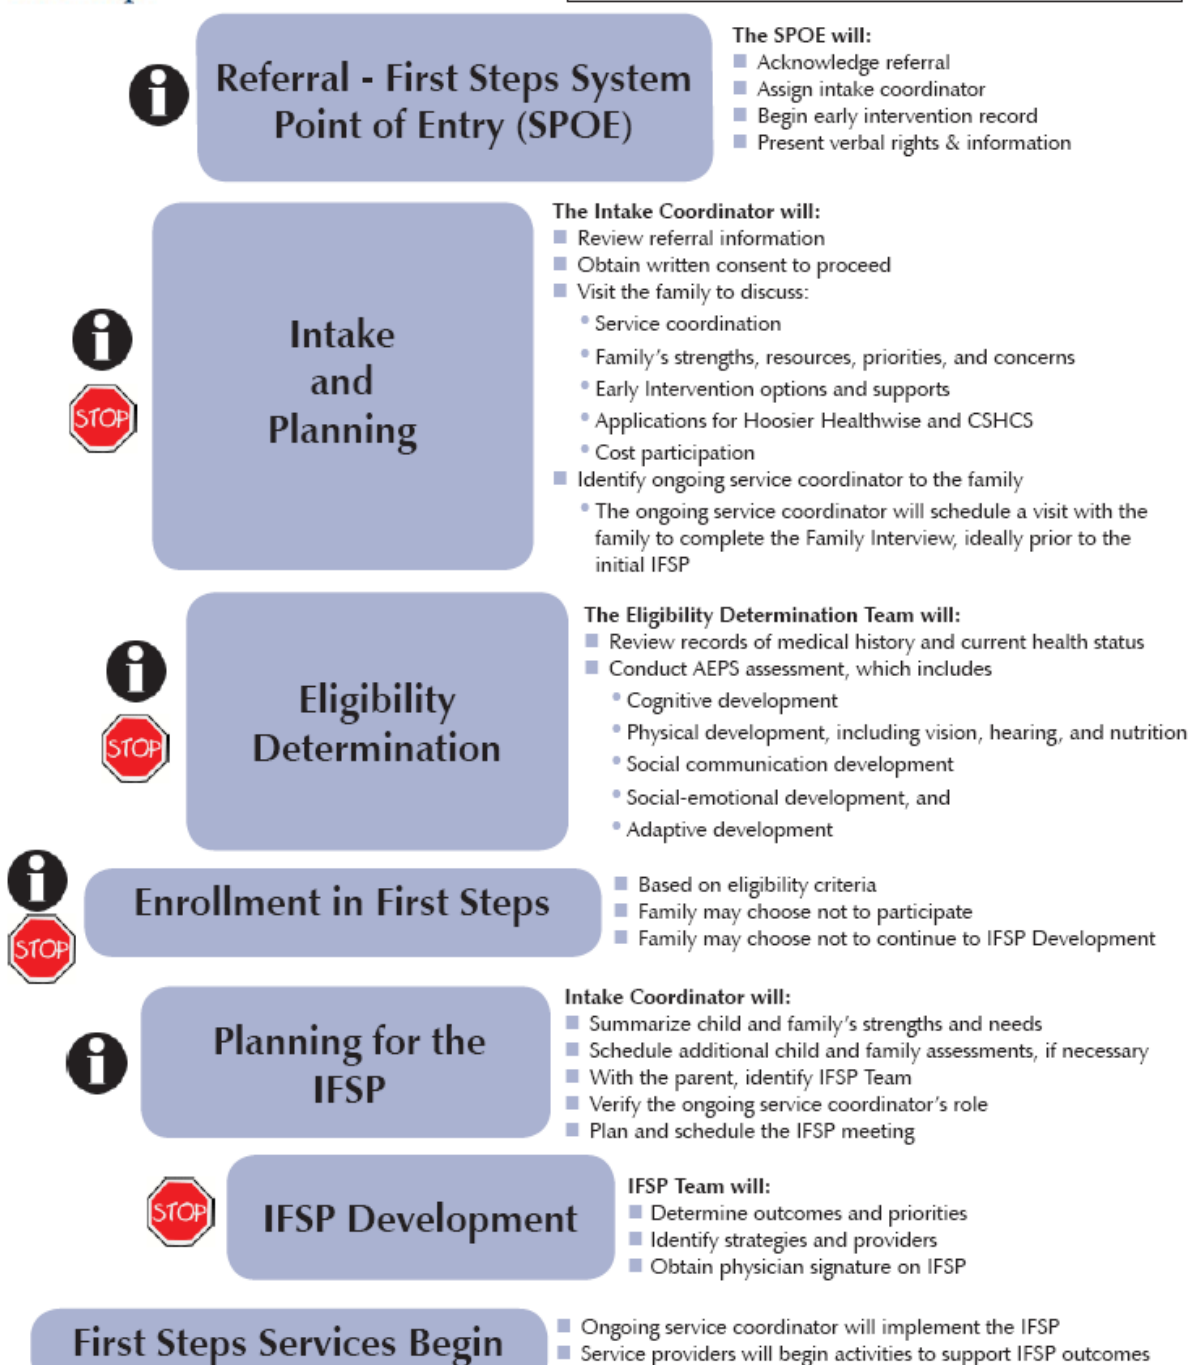 Referral - First Steps System
Point of Entry (SPOE)
The SPOE will:
Acknowledge referral
Assign intake coordinator
Begin early intervention record
Present verbal rights & information
Intake
and
Planning
STOP
The Intake Coordinator will:
Review referral information
Obtain written consent to proceed
Visit the family to discuss:
Service coordination
Family's strengths, resources, priorities, and concerns
Early Intervention options and supports
Applications for Hoosier Healthwise and CSHCS
Cost participation
Identify ongoing service coordinator to the family
The ongoing service coordinator will schedule a visit with the
family to complete the Family Interview, ideally prior to the
initial IFSP
Eligibility
Determination
STOP
The Eligibility Determination Team will:
Review records of medical history and current health status
Conduct AEPS assessment, which includes
Cognitive development
Physical development, including vision, hearing, and nutrition
Social communication development
Social-emotional development, and
Adaptive development
Enrollment in First Steps
STOP
Based on eligibility criteria
Family may choose not to participate
Family may choose not to continue to IFSP Development
Planning for the
IFSP
Intake Coordinator will:
Summarize child and family's strengths and needs
Schedule additional child and family assessments, if necessary
With the parent, identify IFSP Team
Verify the ongoing service coordinator's role
Plan and schedule the IFSP meeting
STOP
IFSP Development
IFSP Team will:
Determine outcomes and priorities
Identify strategies and providers
Obtain physician signature on IFSP
First Steps Services Begin
Ongoing service coordinator will implement the IFSP
Service providers will begin activities to support IFSP outcomes